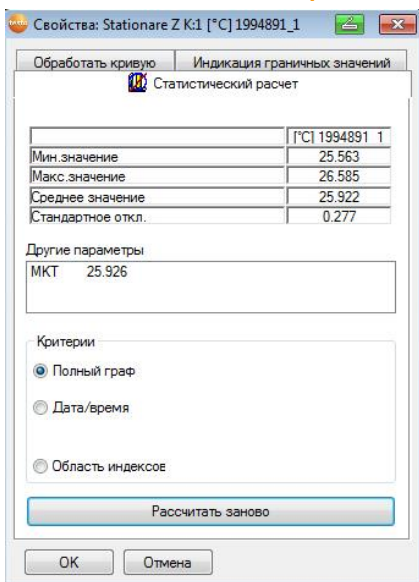 Свойства: Stationare Z K:1 [°C] 1994891_1
Обработать кривую Индикация граничных значений
Статистический расчет
[°C] 1994891 1
Мин.значение 25.563
Макс.значение 26.585
Среднее значение 25.922
Стандартное откл. 0.277
Другие параметры
МКТ 25.926
Критерии
Полный граф
Дата/время
Область индексов
Рассчитать заново
OK Отмена